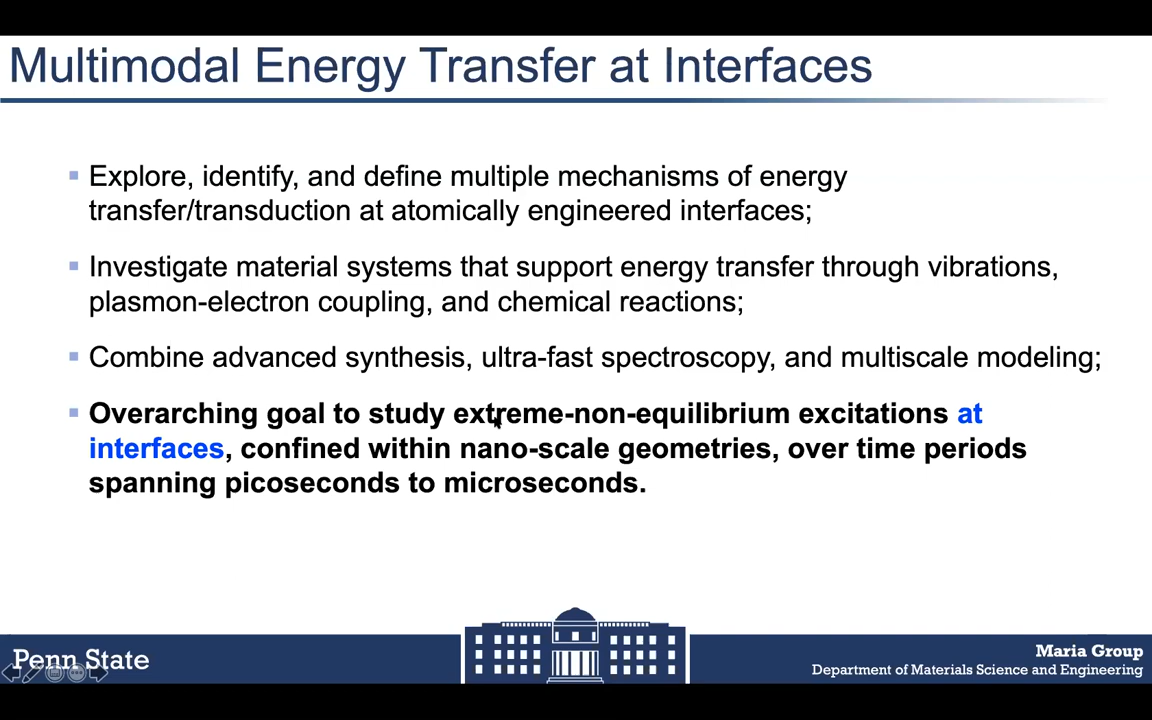 Multimodal Energy Transfer at Interfaces
Explore, identify, and define multiple mechanisms of energy
transfer/transduction at atomically engineered interfaces;
Investigate material systems that support energy transfer through vibrations,
plasmon-electron coupling, and chemical reactions;
Combine advanced synthesis, ultra-fast spectroscopy, and multiscale modeling;
Overarching goal to study extreme-non-equilibrium excitations at
interfaces, confined within nano-scale geometries, over time periods
spanning picoseconds to microseconds.
Penn State
Maria Group
Department of Materials Science and Engineering